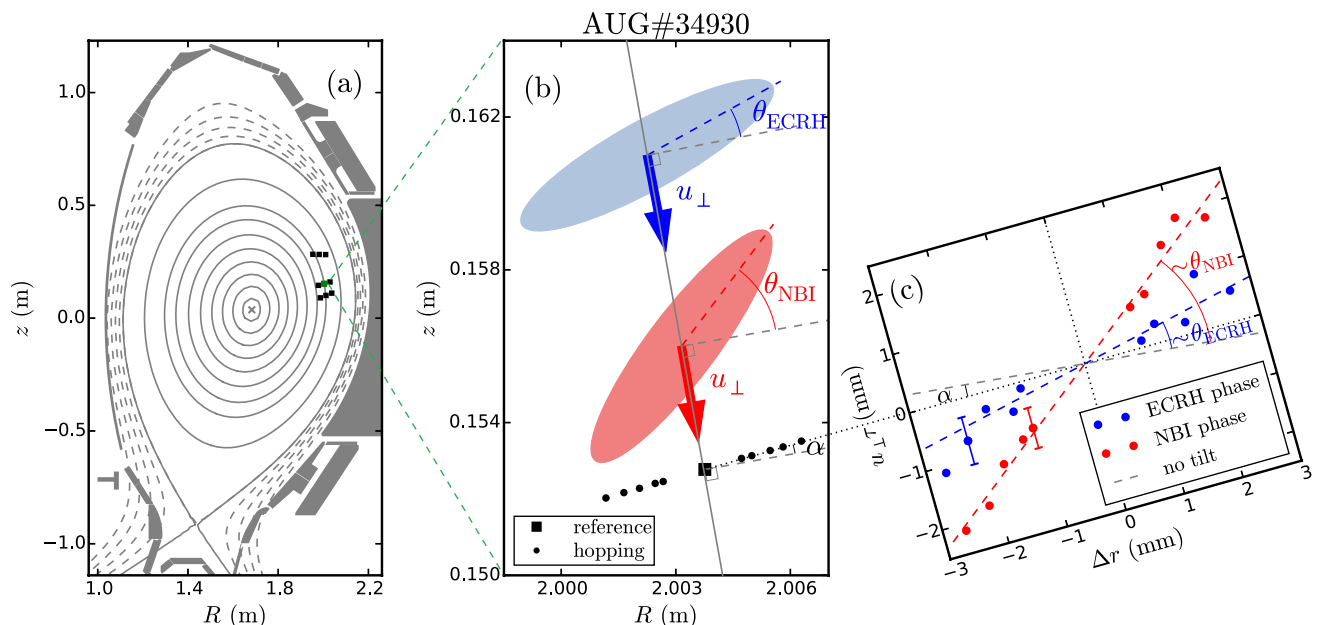 AUG#34930
(a)
1.0
0.5
0.0
−0.5
−1.0
z (m)
1.0
1.4
1.8
2.2
R (m)
(b)
0.162
0.158
0.154
0.150
z (m)
2.000
2.003
2.006
R (m)
θECRH
u⊥
θNBI
u⊥
α
reference
hopping
(c)
2
1
0
−1
−2
u⊥τ (mm)
−3
−2
−1
0
1
2
3
Δr (mm)
∼θNBI
∼θECRH
α
ECRH phase
NBI phase
no tilt